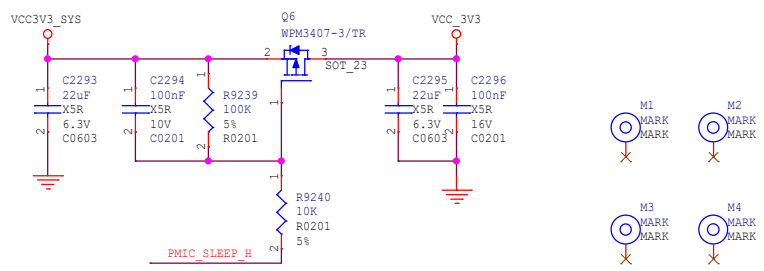 Q6
VCC3V3_SYS
WPM3407-3/TR
VCC_3V3
2
3
SOT_23
1
1
C2293
22uF
X5R
6.3V
C0603
2
1
C2294
100nF
X5R
10V
C0201
2
1
R9239
100K
5%
R0201
2
1
C2295
22uF
X5R
6.3V
C0603
2
1
C2296
100nF
X5R
16V
C0201
2
M1
MARK
MARK
M2
MARK
MARK
1
R9240
10K
R0201
5%
2
PMIC_SLEEP_H
M3
MARK
MARK
M4
MARK
MARK